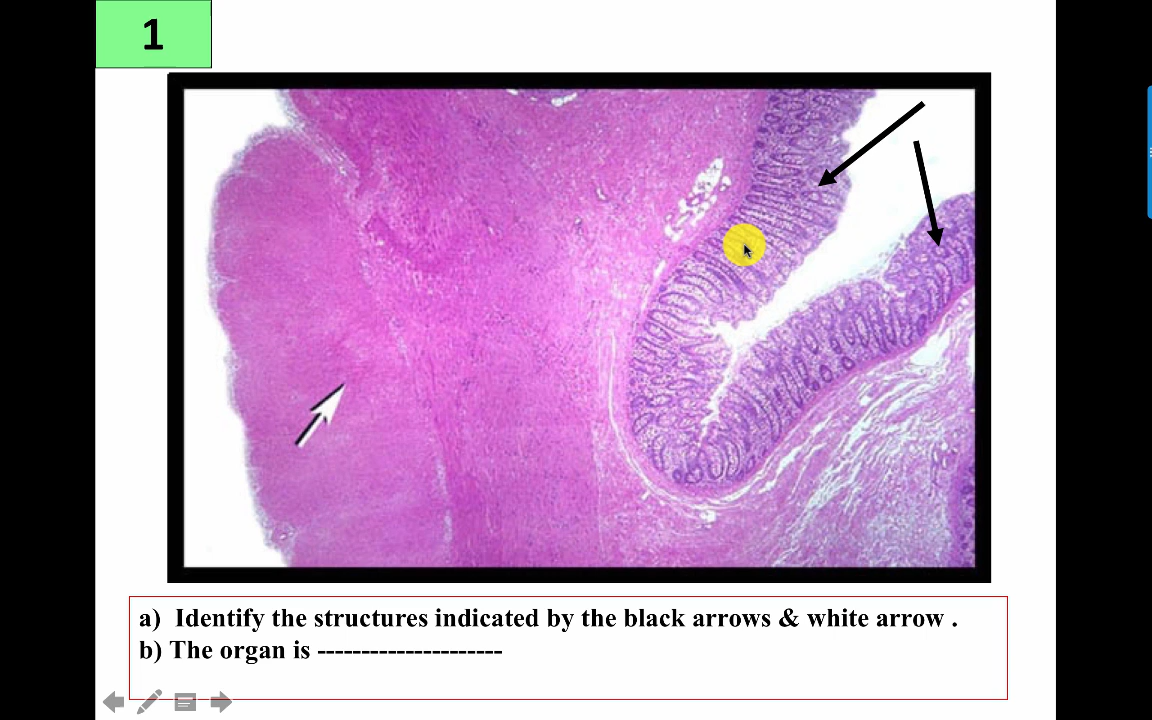 1
a) Identify the structures indicated by the black arrows & white arrow .
b) The organ is ---------------------